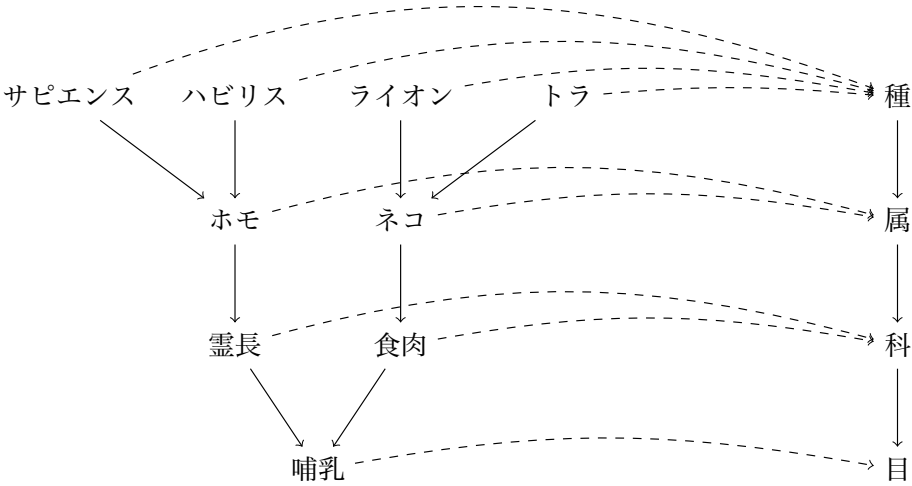 サピエンス ハビリス ライオン トラ 種
ホモ ネコ 属
霊長 食肉 科
哺乳 目